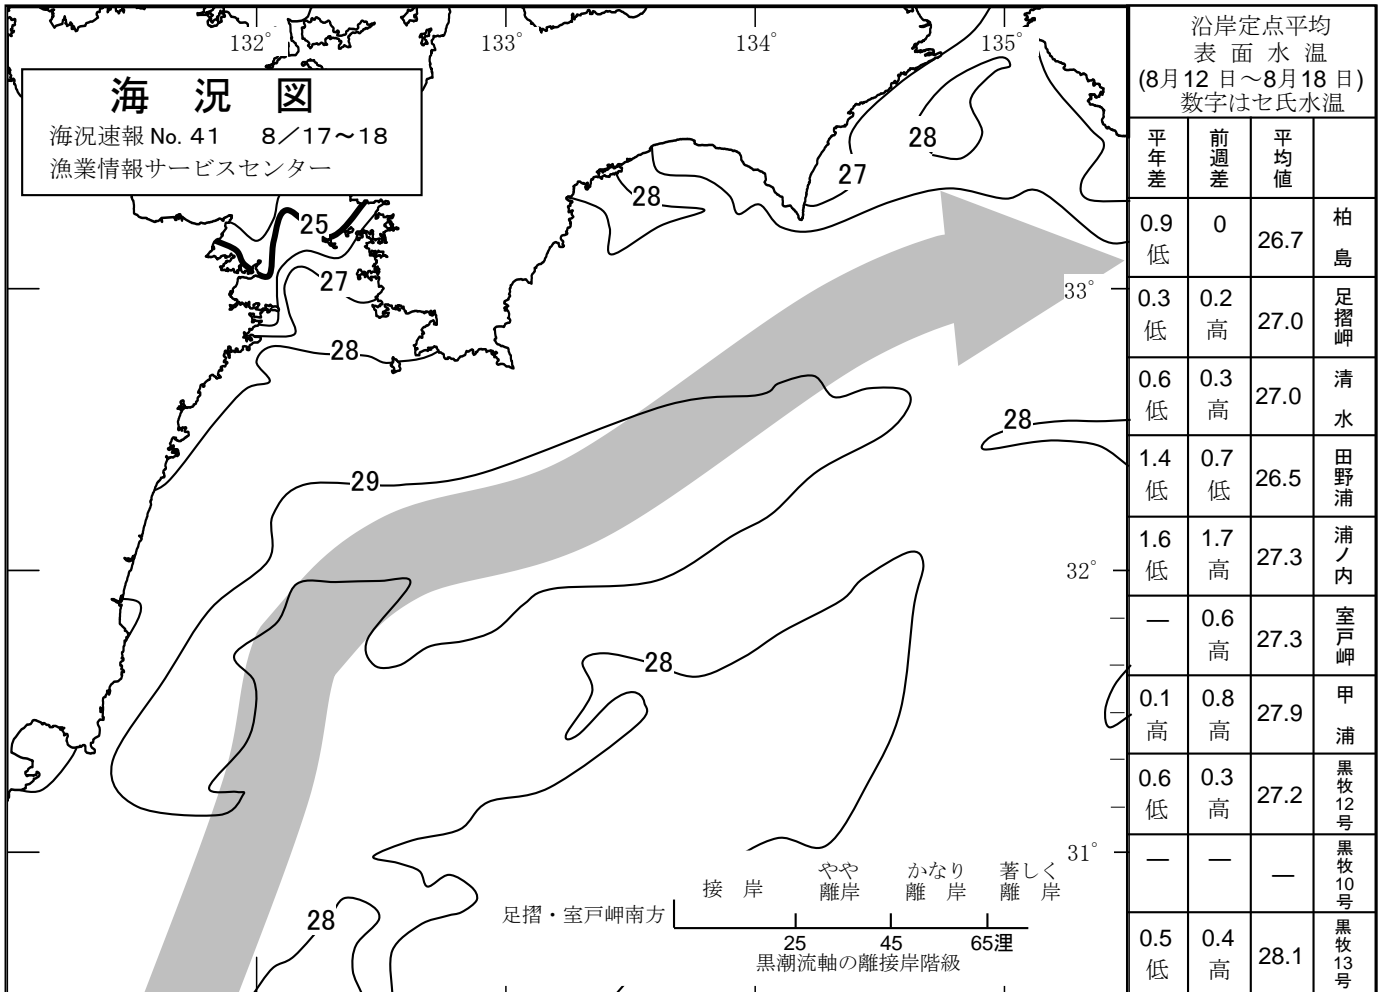 132°
133°
134°
135°
海 況 図
海況速報 No. 41 8/17〜18
漁業情報サービスセンター
28
27
28
25
27
28
28
29
28
28
33°
32°
31°
接 岸
やや
離岸
かなり
離 岸
著しく
離 岸
足摺・室戸岬南方
25
45
65浬
黒潮流軸の離接岸階級
沿岸定点平均
表 面 水 温
(8月12 日〜8月18 日)
数字はセ氏水温
平年差 前週差 平均値
0.9低 0 26.7 柏 島
0.3低 0.2高 27.0 足摺岬
0.6低 0.3高 27.0 清 水
1.4低 0.7低 26.5 田野浦
1.6低 1.7高 27.3 浦ノ内
— 0.6高 27.3 室戸岬
0.1高 0.8高 27.9 甲 浦
0.6低 0.3高 27.2 黒牧12号
— — — 黒牧10号
0.5低 0.4高 28.1 黒牧13号